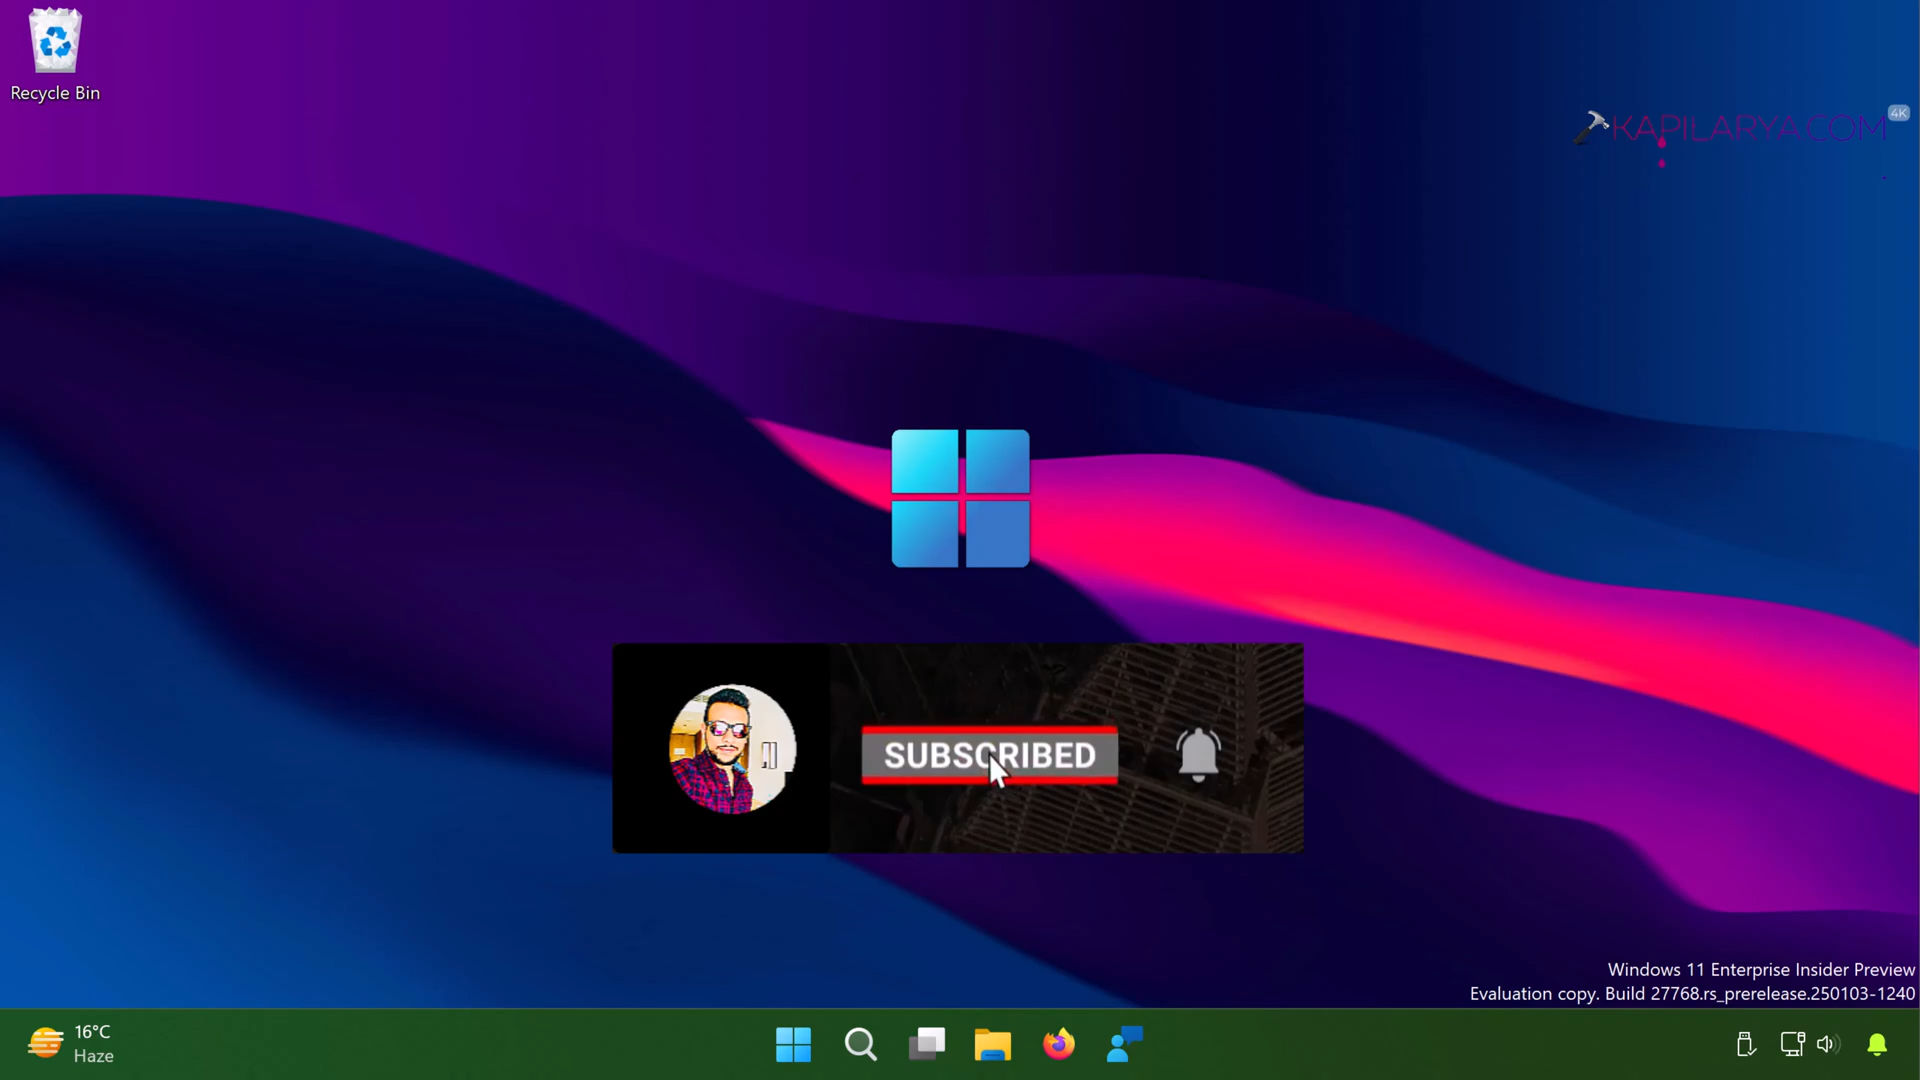 Recycle Bin
4K
KAPILARYA.COM
SUBSCRIBED
Windows 11 Enterprise Insider Preview
Evaluation copy. Build 27768.rs_prerelease.250103-1240
16°C
Haze